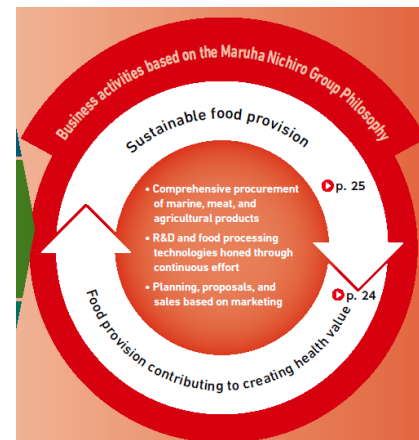 Business activities based on the Maruha Nichiro Group Philosophy
Sustainable food provision
p. 25
• Comprehensive procurement
of marine, meat, and
agricultural products
• R&D and food processing
technologies honed through
continuous effort
• Planning, proposals, and
sales based on marketing
p. 24
Food provision contributing to creating health value